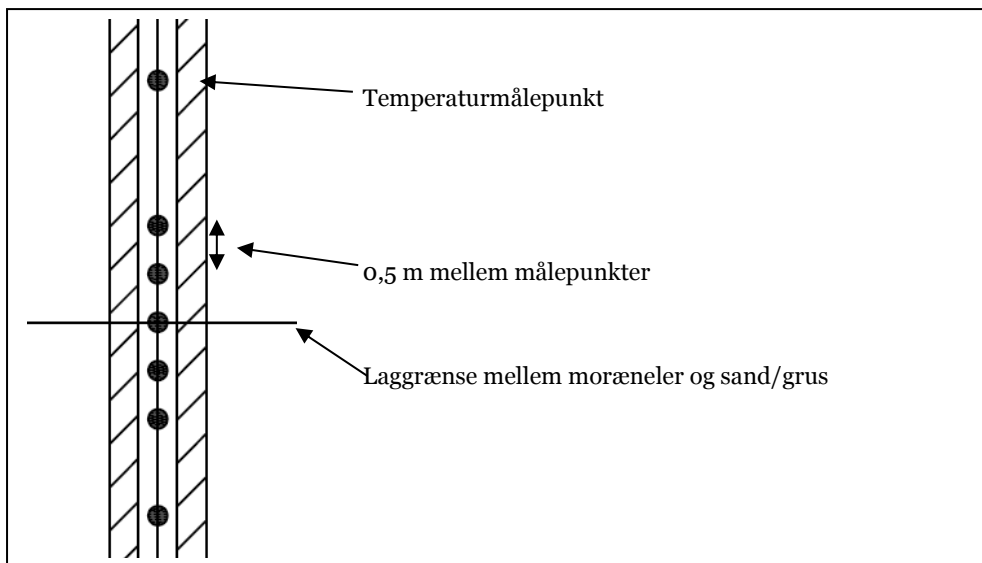 Temperaturmålepunkt
0,5 m mellem målepunkter
Laggrænse mellem moræneler og sand/grus